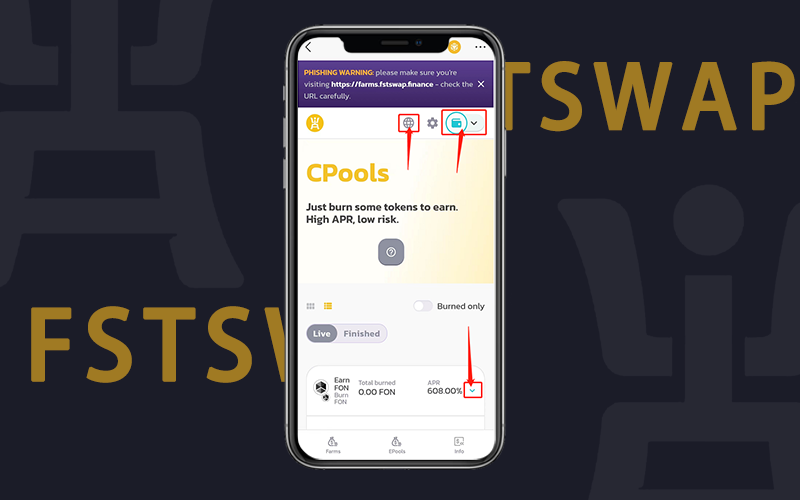 PHISHING WARNING: please make sure you're
visiting https://farms.fstswap.finance - check the
URL carefully.
TSWAP
CPools
Just burn some tokens to earn.
High APR, low risk.
Burned only
FSTSW
Live Finished
Earn
FON
Burn
FON
Total burned
0.00 FON
APR
608.00%
Farms EPools Info